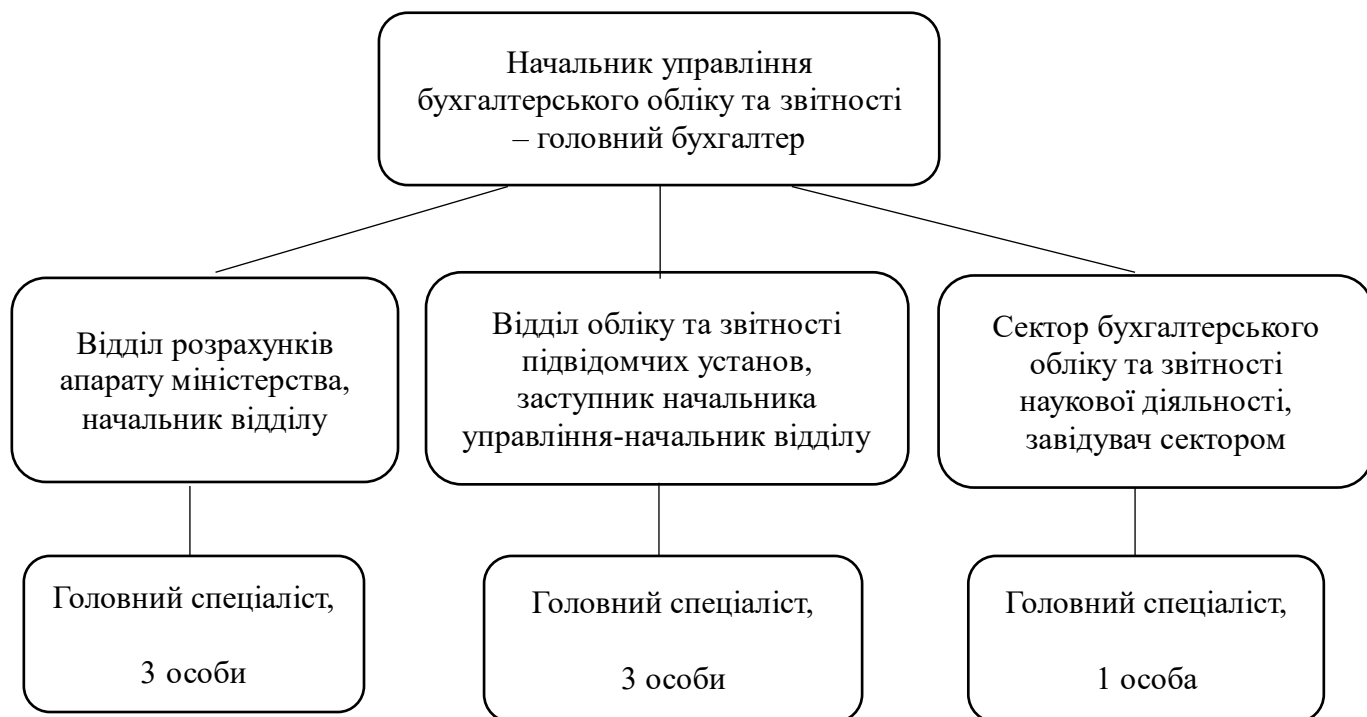 Начальник управління
бухгалтерського обліку та звітності
– головний бухгалтер
Відділ розрахунків
апарату міністерства,
начальник відділу
Відділ обліку та звітності
підвідомчих установ,
заступник начальника
управління-начальник відділу
Сектор бухгалтерського
обліку та звітності
наукової діяльності,
завідувач сектором
Головний спеціаліст,
3 особи
Головний спеціаліст,
3 особи
Головний спеціаліст,
1 особа